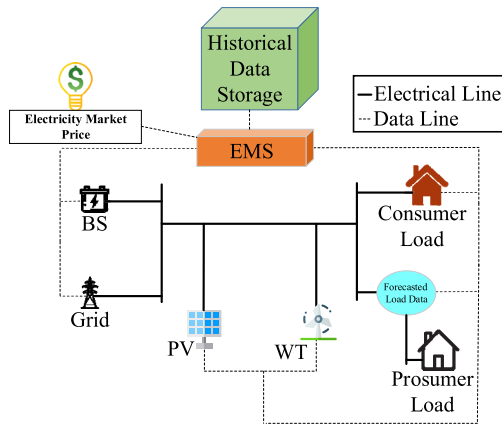 Historical
Data
Storage
$
Electricity Market
Price
EMS
Electrical Line
Data Line
BS
Consumer
Load
Grid
Forecasted
Load Data
PV
WT
Prosumer
Load